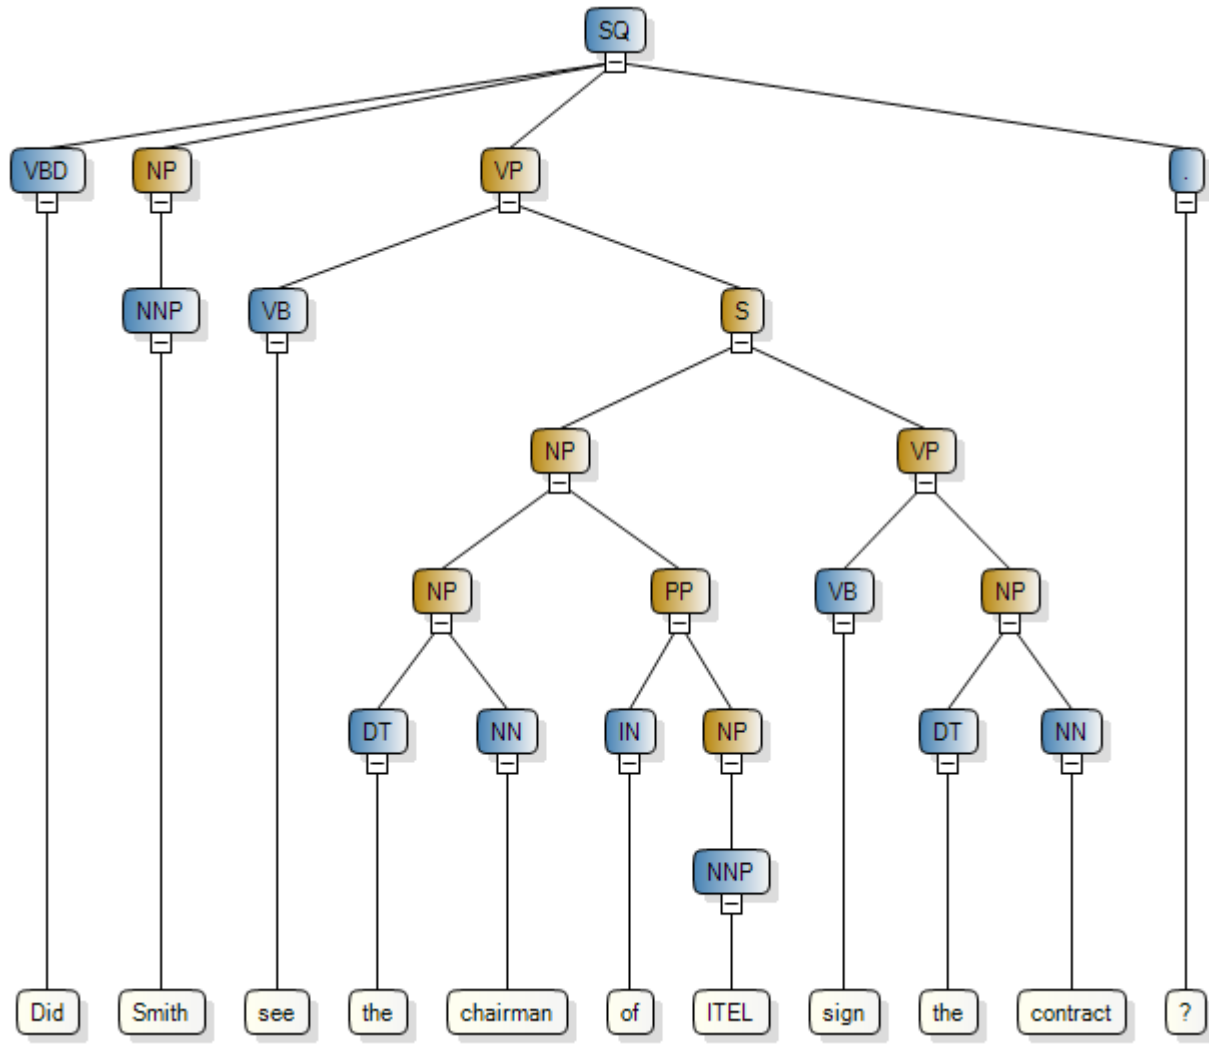 SQ
VBD NP VP .
NNP VB S
NP VP
NP PP VB NP
DT NN IN NP DT NN
NNP
Did Smith see the chairman of ITEL sign the contract ?